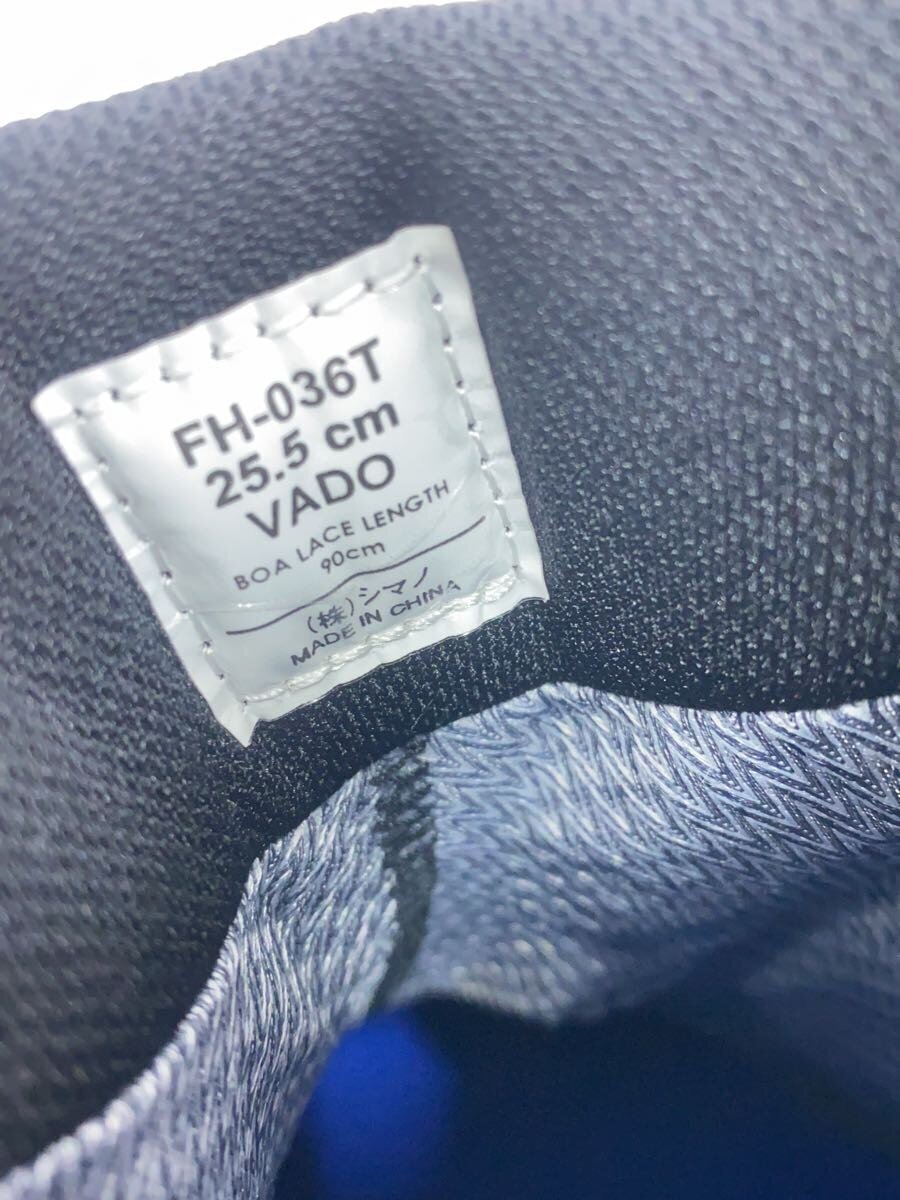 FH-036T
25.5 cm
VADO
BOA LACE LENGTH
90cm
(株)シマノ
MADE IN CHINA